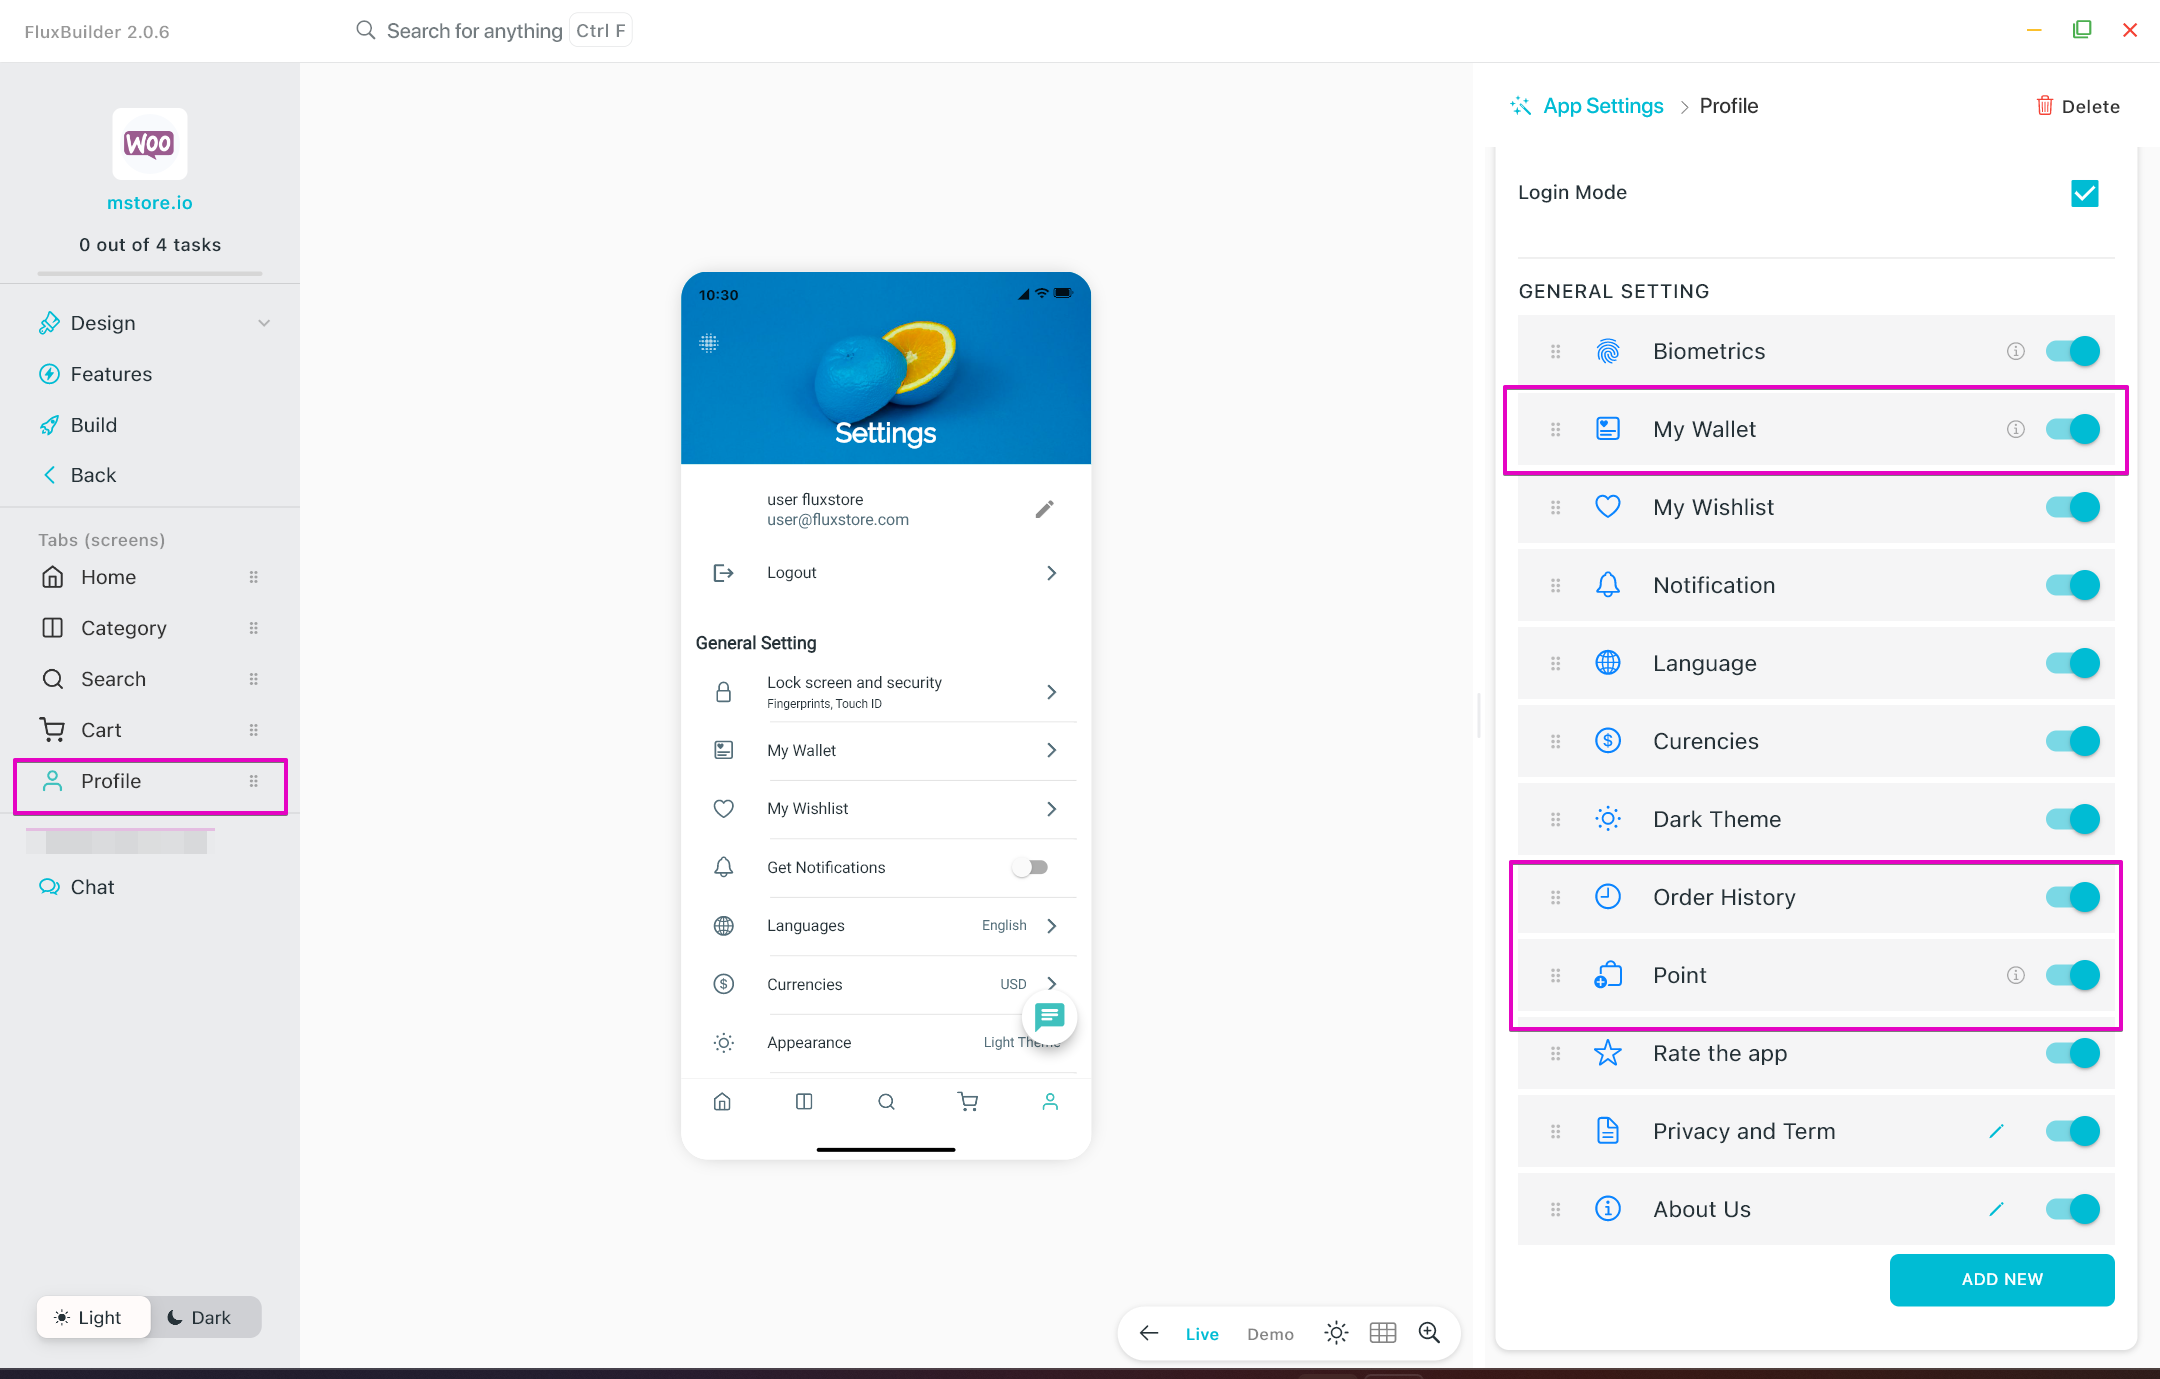 FluxBuilder 2.0.6
Search for anything Ctrl F
WOO
mstore.io
0 out of 4 tasks
Design
Features
Build
Back
Tabs (screens)
Home
Category
Search
Cart
Profile
Chat
Light Dark
10:30
Settings
user fluxstore
user@fluxstore.com
Logout
General Setting
Lock screen and security
Fingerprints, Touch ID
My Wallet
My Wishlist
Get Notifications
Languages English
Currencies USD
Appearance Light Theme
Live Demo
App Settings > Profile Delete
Login Mode
GENERAL SETTING
Biometrics
My Wallet
My Wishlist
Notification
Language
Curencies
Dark Theme
Order History
Point
Rate the app
Privacy and Term
About Us
ADD NEW